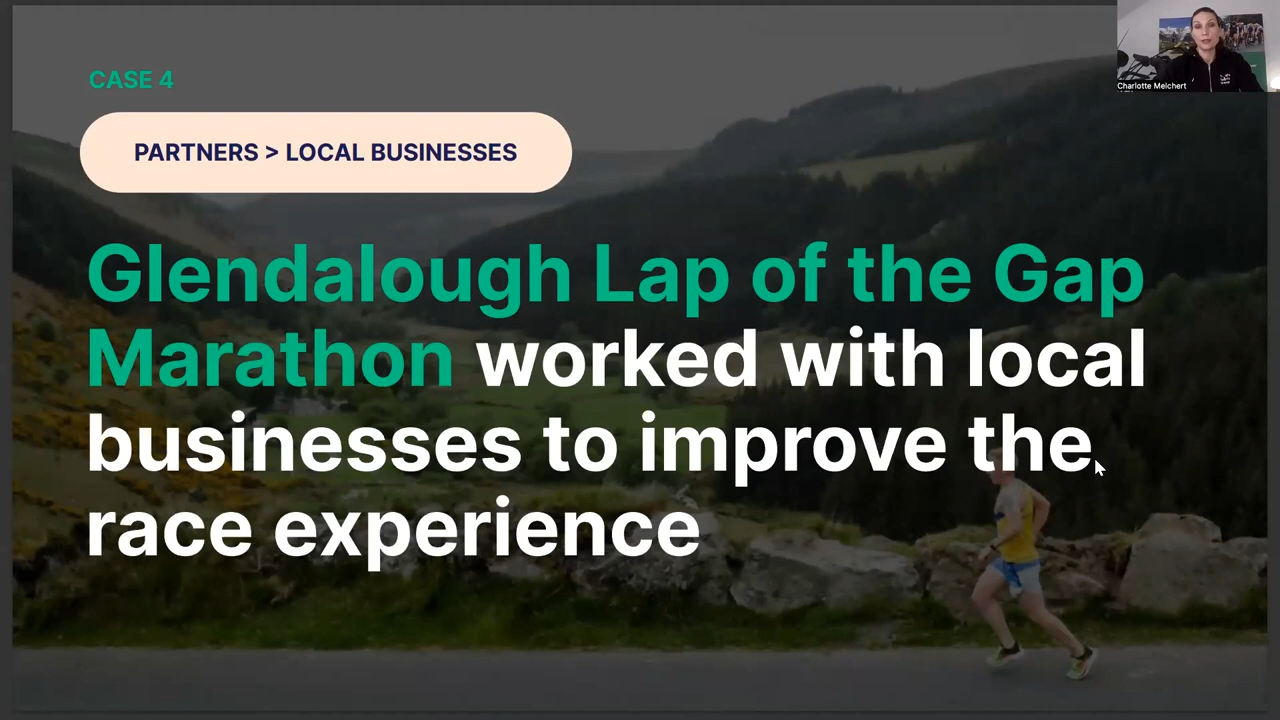 CASE 4
PARTNERS > LOCAL BUSINESSES
Glendalough Lap of the Gap
Marathon worked with local
businesses to improve the
race experience
Charlotte Melchert